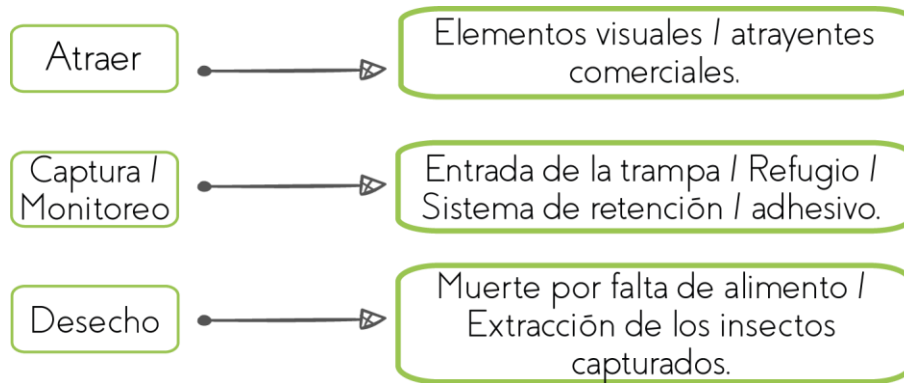 Atraer
Elementos visuales / atrayentes
comerciales.
Captura /
Monitoreo
Entrada de la trampa / Refugio /
Sistema de retención / adhesivo.
Desecho
Muerte por falta de alimento /
Extracción de los insectos
capturados.